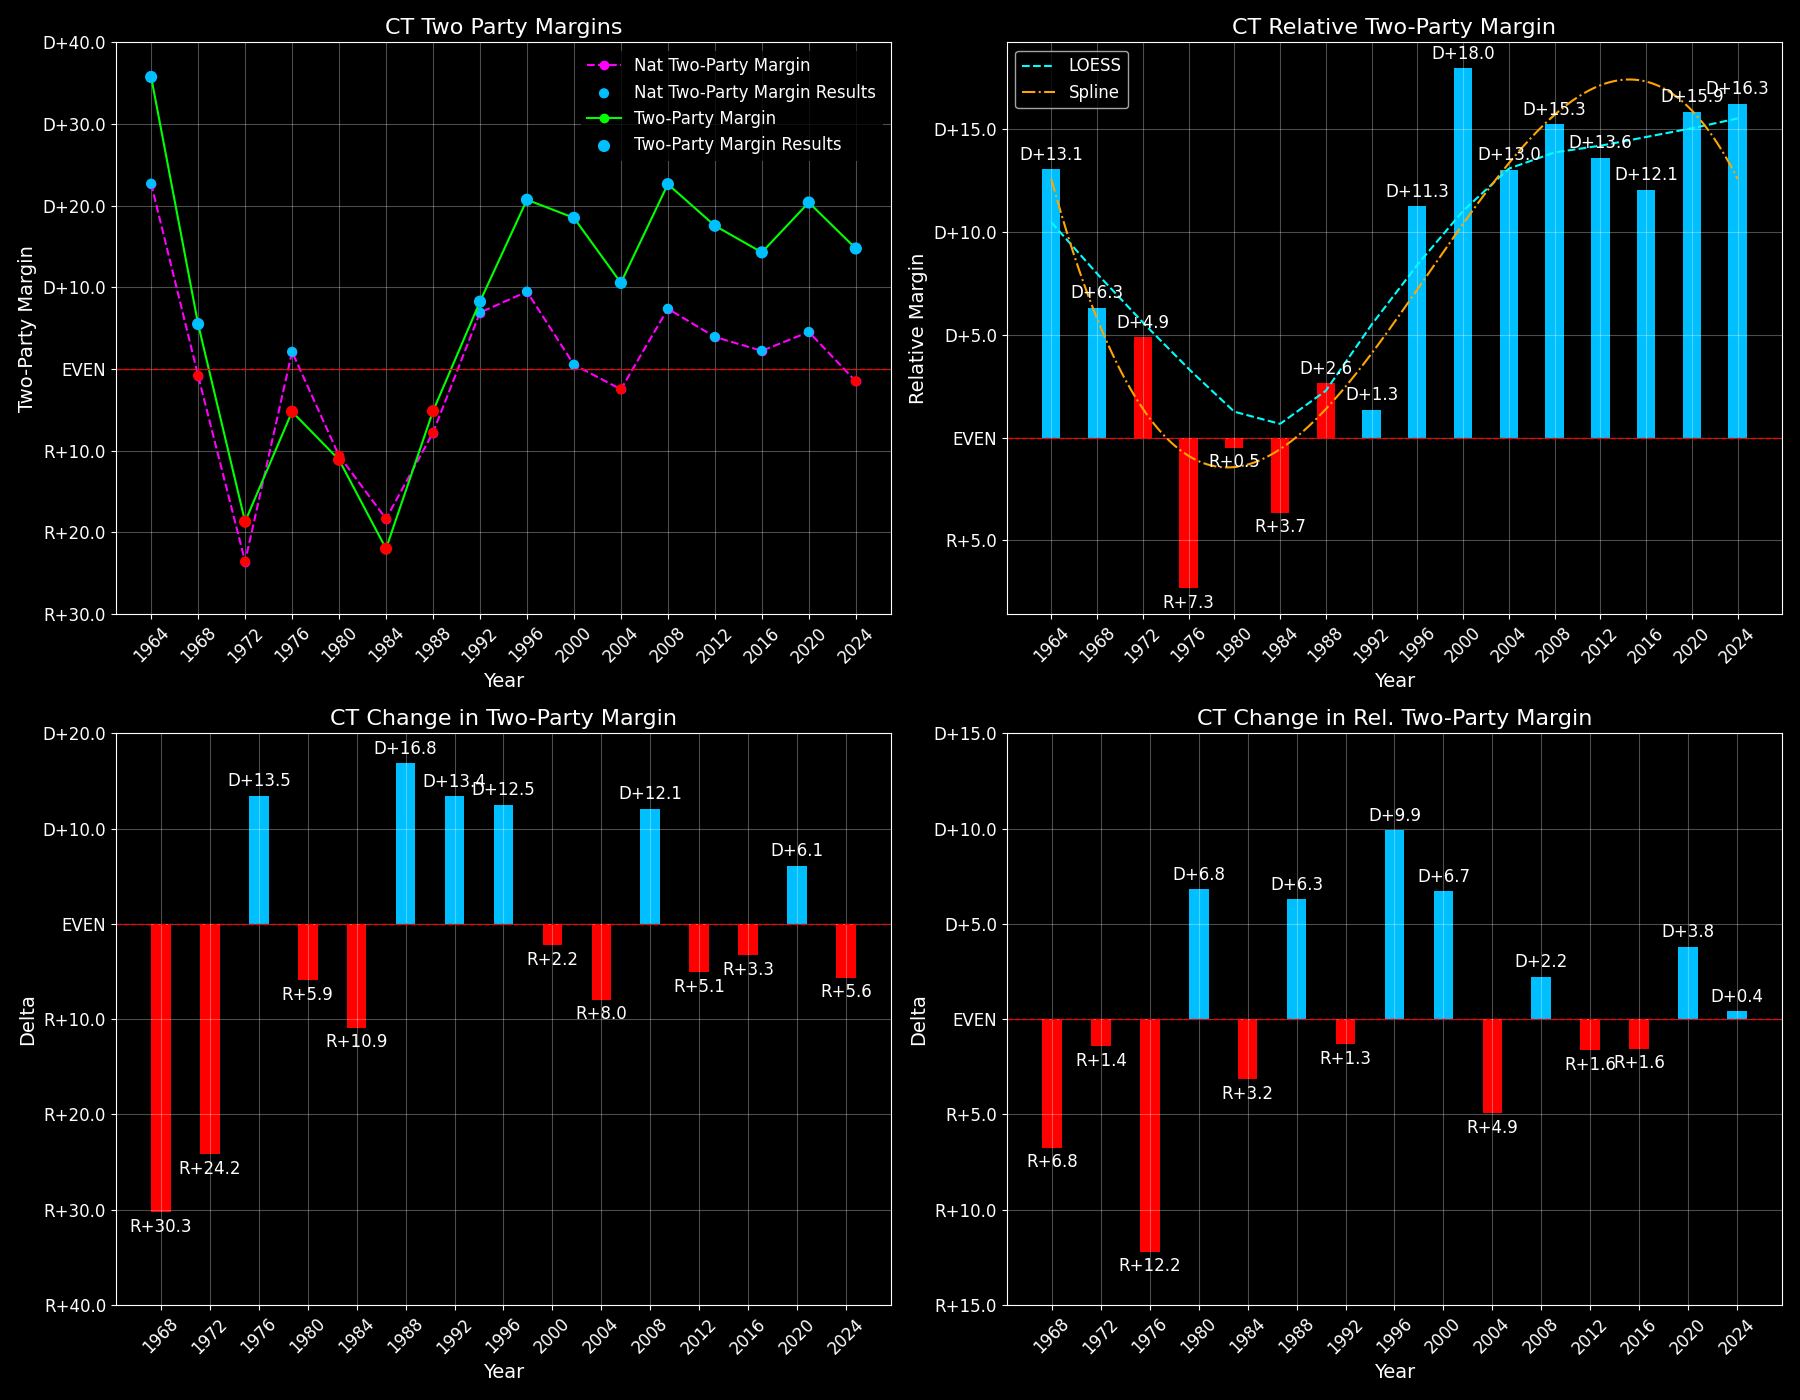 CT Two Party Margins
D+40.0
D+30.0
D+20.0
D+10.0
EVEN
R+10.0
R+20.0
R+30.0
Two-Party Margin
Nat Two-Party Margin
Nat Two-Party Margin Results
Two-Party Margin
Two-Party Margin Results
1964
1968
1972
1976
1980
1984
1988
1992
1996
2000
2004
2008
2012
2016
2020
2024
Year
CT Relative Two-Party Margin
D+15.0
D+10.0
D+5.0
EVEN
R+5.0
Relative Margin
LOESS
Spline
D+13.1
D+6.3
D+4.9
R+7.3
R+0.5
R+3.7
D+2.6
D+1.3
D+11.3
D+18.0
D+13.0
D+15.3
D+13.6
D+12.1
D+15.9
D+16.3
1964
1968
1972
1976
1980
1984
1988
1992
1996
2000
2004
2008
2012
2016
2020
2024
Year
CT Change in Two-Party Margin
D+20.0
D+10.0
EVEN
R+10.0
R+20.0
R+30.0
R+40.0
Delta
R+30.3
R+24.2
D+13.5
R+5.9
R+10.9
D+16.8
D+13.4
D+12.5
R+2.2
R+8.0
D+12.1
R+5.1
R+3.3
D+6.1
R+5.6
1968
1972
1976
1980
1984
1988
1992
1996
2000
2004
2008
2012
2016
2020
2024
Year
CT Change in Rel. Two-Party Margin
D+15.0
D+10.0
D+5.0
EVEN
R+5.0
R+10.0
R+15.0
Delta
R+6.8
R+1.4
R+12.2
D+6.8
R+3.2
D+6.3
R+1.3
D+9.9
D+6.7
R+4.9
D+2.2
R+1.6
R+1.6
D+3.8
D+0.4
1968
1972
1976
1980
1984
1988
1992
1996
2000
2004
2008
2012
2016
2020
2024
Year